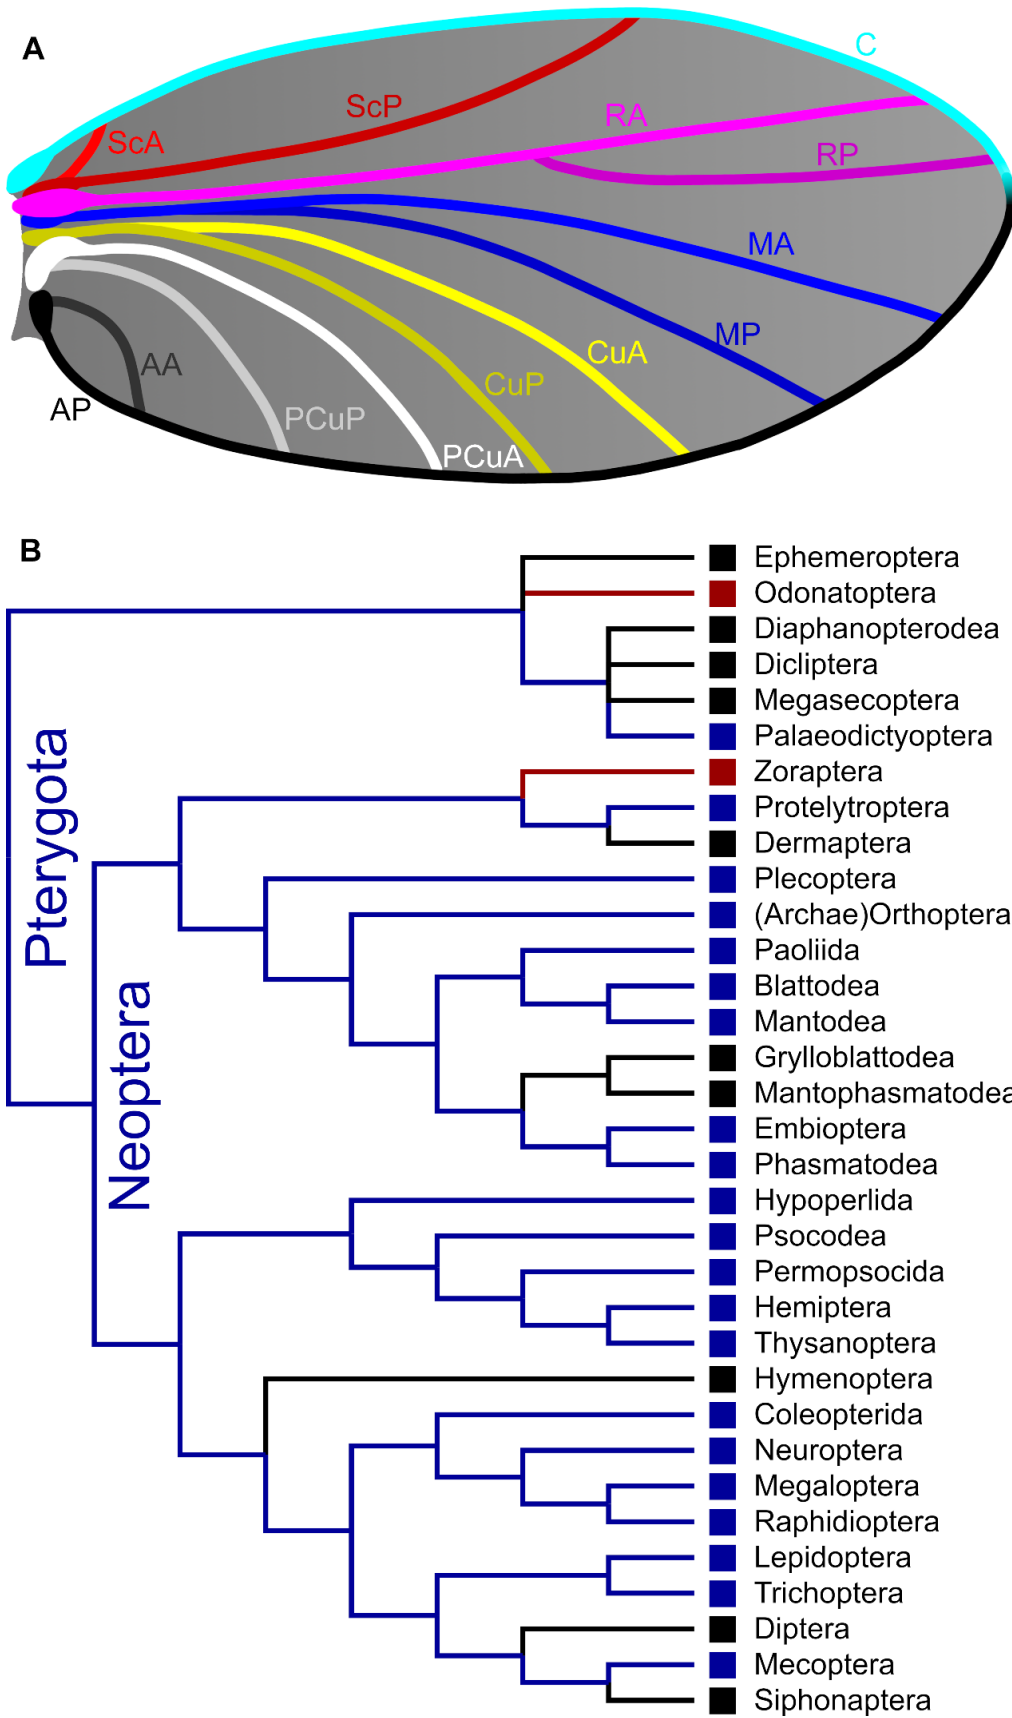 A
C
ScP
RA
ScA
RP
MA
MP
CuA
AA
CuP
AP
PCuP
PCuA
B
Ephemeroptera
Odonatoptera
Diaphanopterodea
Dicliptera
Megasecoptera
Palaeodictyoptera
Zoraptera
Protelytroptera
Dermaptera
Plecoptera
(Archae)Orthoptera
Paoliida
Blattodea
Mantodea
Grylloblattodea
Mantophasmatodea
Embioptera
Phasmatodea
Hypoperlida
Psocodea
Permopsocida
Hemiptera
Thysanoptera
Hymenoptera
Coleopterida
Neuroptera
Megaloptera
Raphidioptera
Lepidoptera
Trichoptera
Diptera
Mecoptera
Siphonaptera
Pterygota
Neoptera